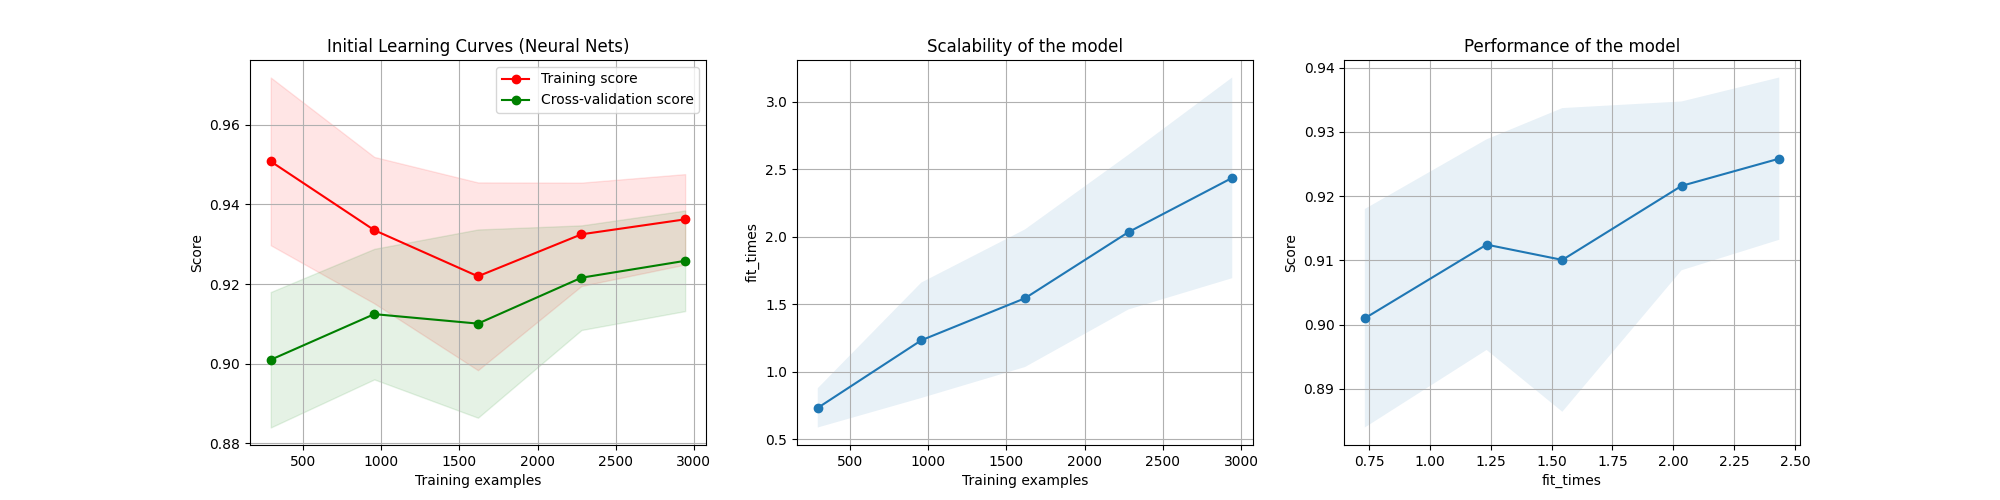 Initial Learning Curves (Neural Nets)
Training score
Cross-validation score
Score
0.96
0.94
0.92
0.90
0.88
500 1000 1500 2000 2500 3000
Training examples
Scalability of the model
fit_times
3.0
2.5
2.0
1.5
1.0
0.5
500 1000 1500 2000 2500 3000
Training examples
Performance of the model
Score
0.94
0.93
0.92
0.91
0.90
0.89
0.75 1.00 1.25 1.50 1.75 2.00 2.25 2.50
fit_times